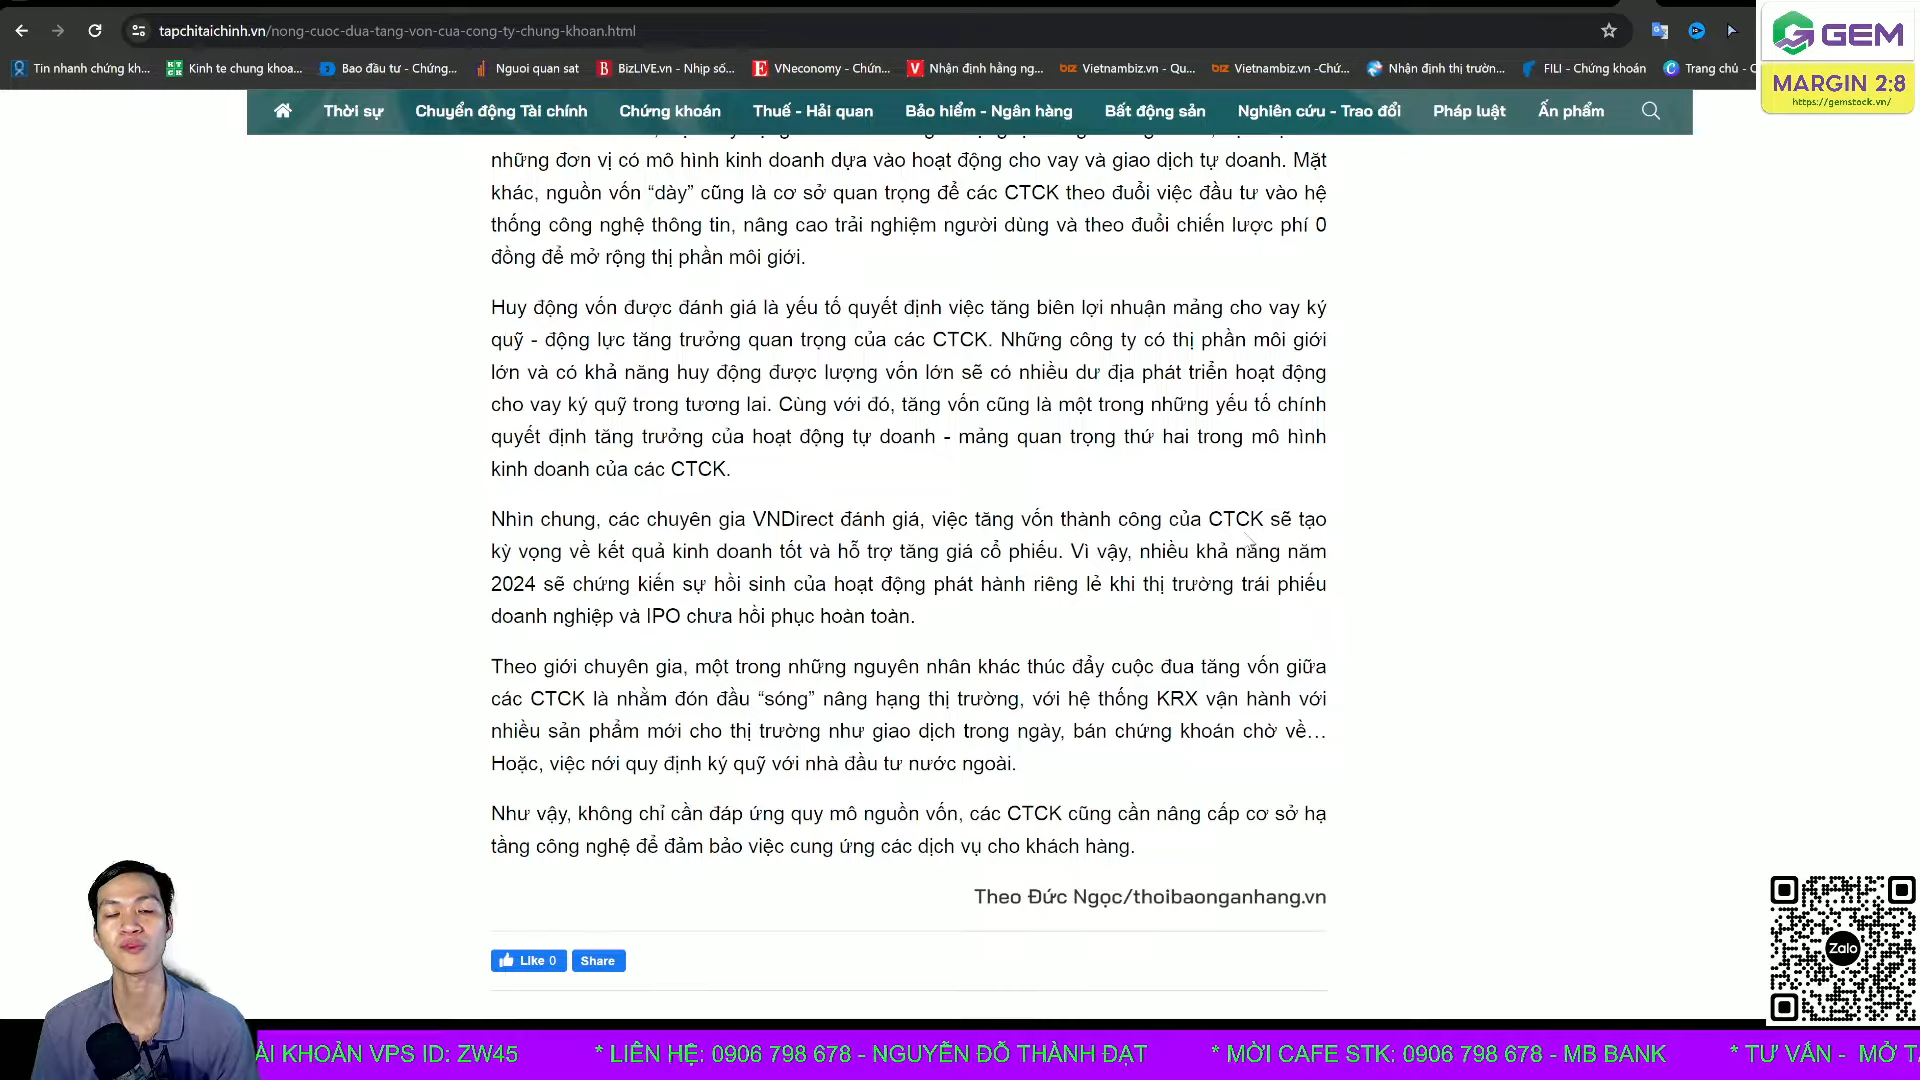 tapchitaichinh.vn/nong-cuoc-dua-tang-von-cua-cong-ty-chung-khoan.html
GEM
MARGIN 2:8
https://gemstock.vn/
Tin nhanh chứng kh...
Kinh te chung khoa...
Bao đầu tư - Chứng...
Nguoi quan sat
BizLIVE.vn - Nhịp số...
VNeconomy - Chứn...
Nhận định hằng ng...
Vietnambiz.vn - Qu...
Vietnambiz.vn -Chứ...
Nhận định thị trườn...
FILI - Chứng khoán
Trang chủ - C
Thời sự
Chuyển động Tài chính
Chứng khoán
Thuế - Hải quan
Bảo hiểm - Ngân hàng
Bất động sản
Nghiên cứu - Trao đổi
Pháp luật
Ấn phẩm
những đơn vị có mô hình kinh doanh dựa vào hoạt động cho vay và giao dịch tự doanh. Mặt
khác, nguồn vốn “dày” cũng là cơ sở quan trọng để các CTCK theo đuổi việc đầu tư vào hệ
thống công nghệ thông tin, nâng cao trải nghiệm người dùng và theo đuổi chiến lược phí 0
đồng để mở rộng thị phần môi giới.
Huy động vốn được đánh giá là yếu tố quyết định việc tăng biên lợi nhuận mảng cho vay ký
quỹ - động lực tăng trưởng quan trọng của các CTCK. Những công ty có thị phần môi giới
lớn và có khả năng huy động được lượng vốn lớn sẽ có nhiều dư địa phát triển hoạt động
cho vay ký quỹ trong tương lai. Cùng với đó, tăng vốn cũng là một trong những yếu tố chính
quyết định tăng trưởng của hoạt động tự doanh - mảng quan trọng thứ hai trong mô hình
kinh doanh của các CTCK.
Nhìn chung, các chuyên gia VNDirect đánh giá, việc tăng vốn thành công của CTCK sẽ tạo
kỳ vọng về kết quả kinh doanh tốt và hỗ trợ tăng giá cổ phiếu. Vì vậy, nhiều khả năng năm
2024 sẽ chứng kiến sự hồi sinh của hoạt động phát hành riêng lẻ khi thị trường trái phiếu
doanh nghiệp và IPO chưa hồi phục hoàn toàn.
Theo giới chuyên gia, một trong những nguyên nhân khác thúc đẩy cuộc đua tăng vốn giữa
các CTCK là nhằm đón đầu “sóng” nâng hạng thị trường, với hệ thống KRX vận hành với
nhiều sản phẩm mới cho thị trường như giao dịch trong ngày, bán chứng khoán chờ về…
Hoặc, việc nới quy định ký quỹ với nhà đầu tư nước ngoài.
Như vậy, không chỉ cần đáp ứng quy mô nguồn vốn, các CTCK cũng cần nâng cấp cơ sở hạ
tầng công nghệ để đảm bảo việc cung ứng các dịch vụ cho khách hàng.
Theo Đức Ngọc/thoibaonganhang.vn
Like 0
Share
Zalo
ÀI KHOẢN VPS ID: ZW45 * LIÊN HỆ: 0906 798 678 - NGUYỄN ĐỖ THÀNH ĐẠT * MỜI CAFE STK: 0906 798 678 - MB BANK * TƯ VẤN - MỞ T